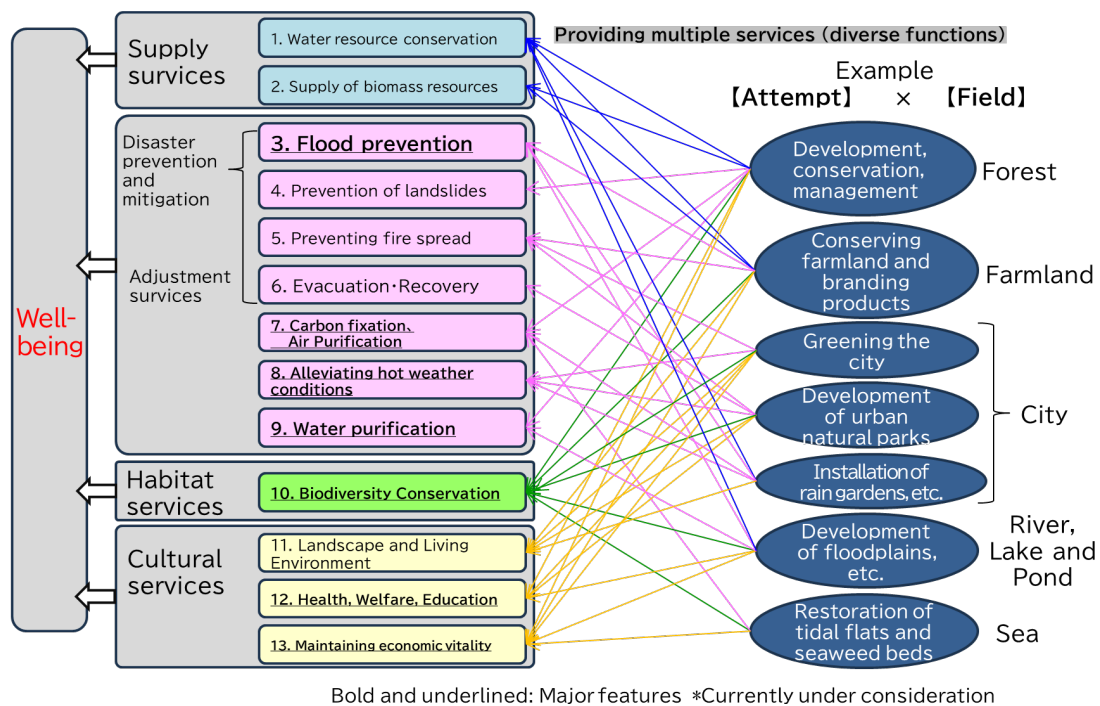 Providing multiple services (diverse functions)
Example
【Attempt】 × 【Field】
Well-
being
Supply
survices
1. Water resource conservation
2. Supply of biomass resources
Disaster
prevention
and
mitigation
Adjustment
survices
3. Flood prevention
4. Prevention of landslides
5. Preventing fire spread
6. Evacuation・Recovery
7. Carbon fixation、
Air Purification
8. Alleviating hot weather
conditions
9. Water purification
Habitat
services
10. Biodiversity Conservation
Cultural
services
11. Landscape and Living
Environment
12. Health, Welfare, Education
13. Maintaining economic vitality
Development,
conservation,
management
Forest
Conserving
farmland and
branding
products
Farmland
Greening the
city
Development
of urban
natural parks
Installation of
rain gardens, etc.
City
Development
of floodplains,
etc.
River,
Lake and
Pond
Restoration of
tidal flats and
seaweed beds
Sea
Bold and underlined: Major features *Currently under consideration